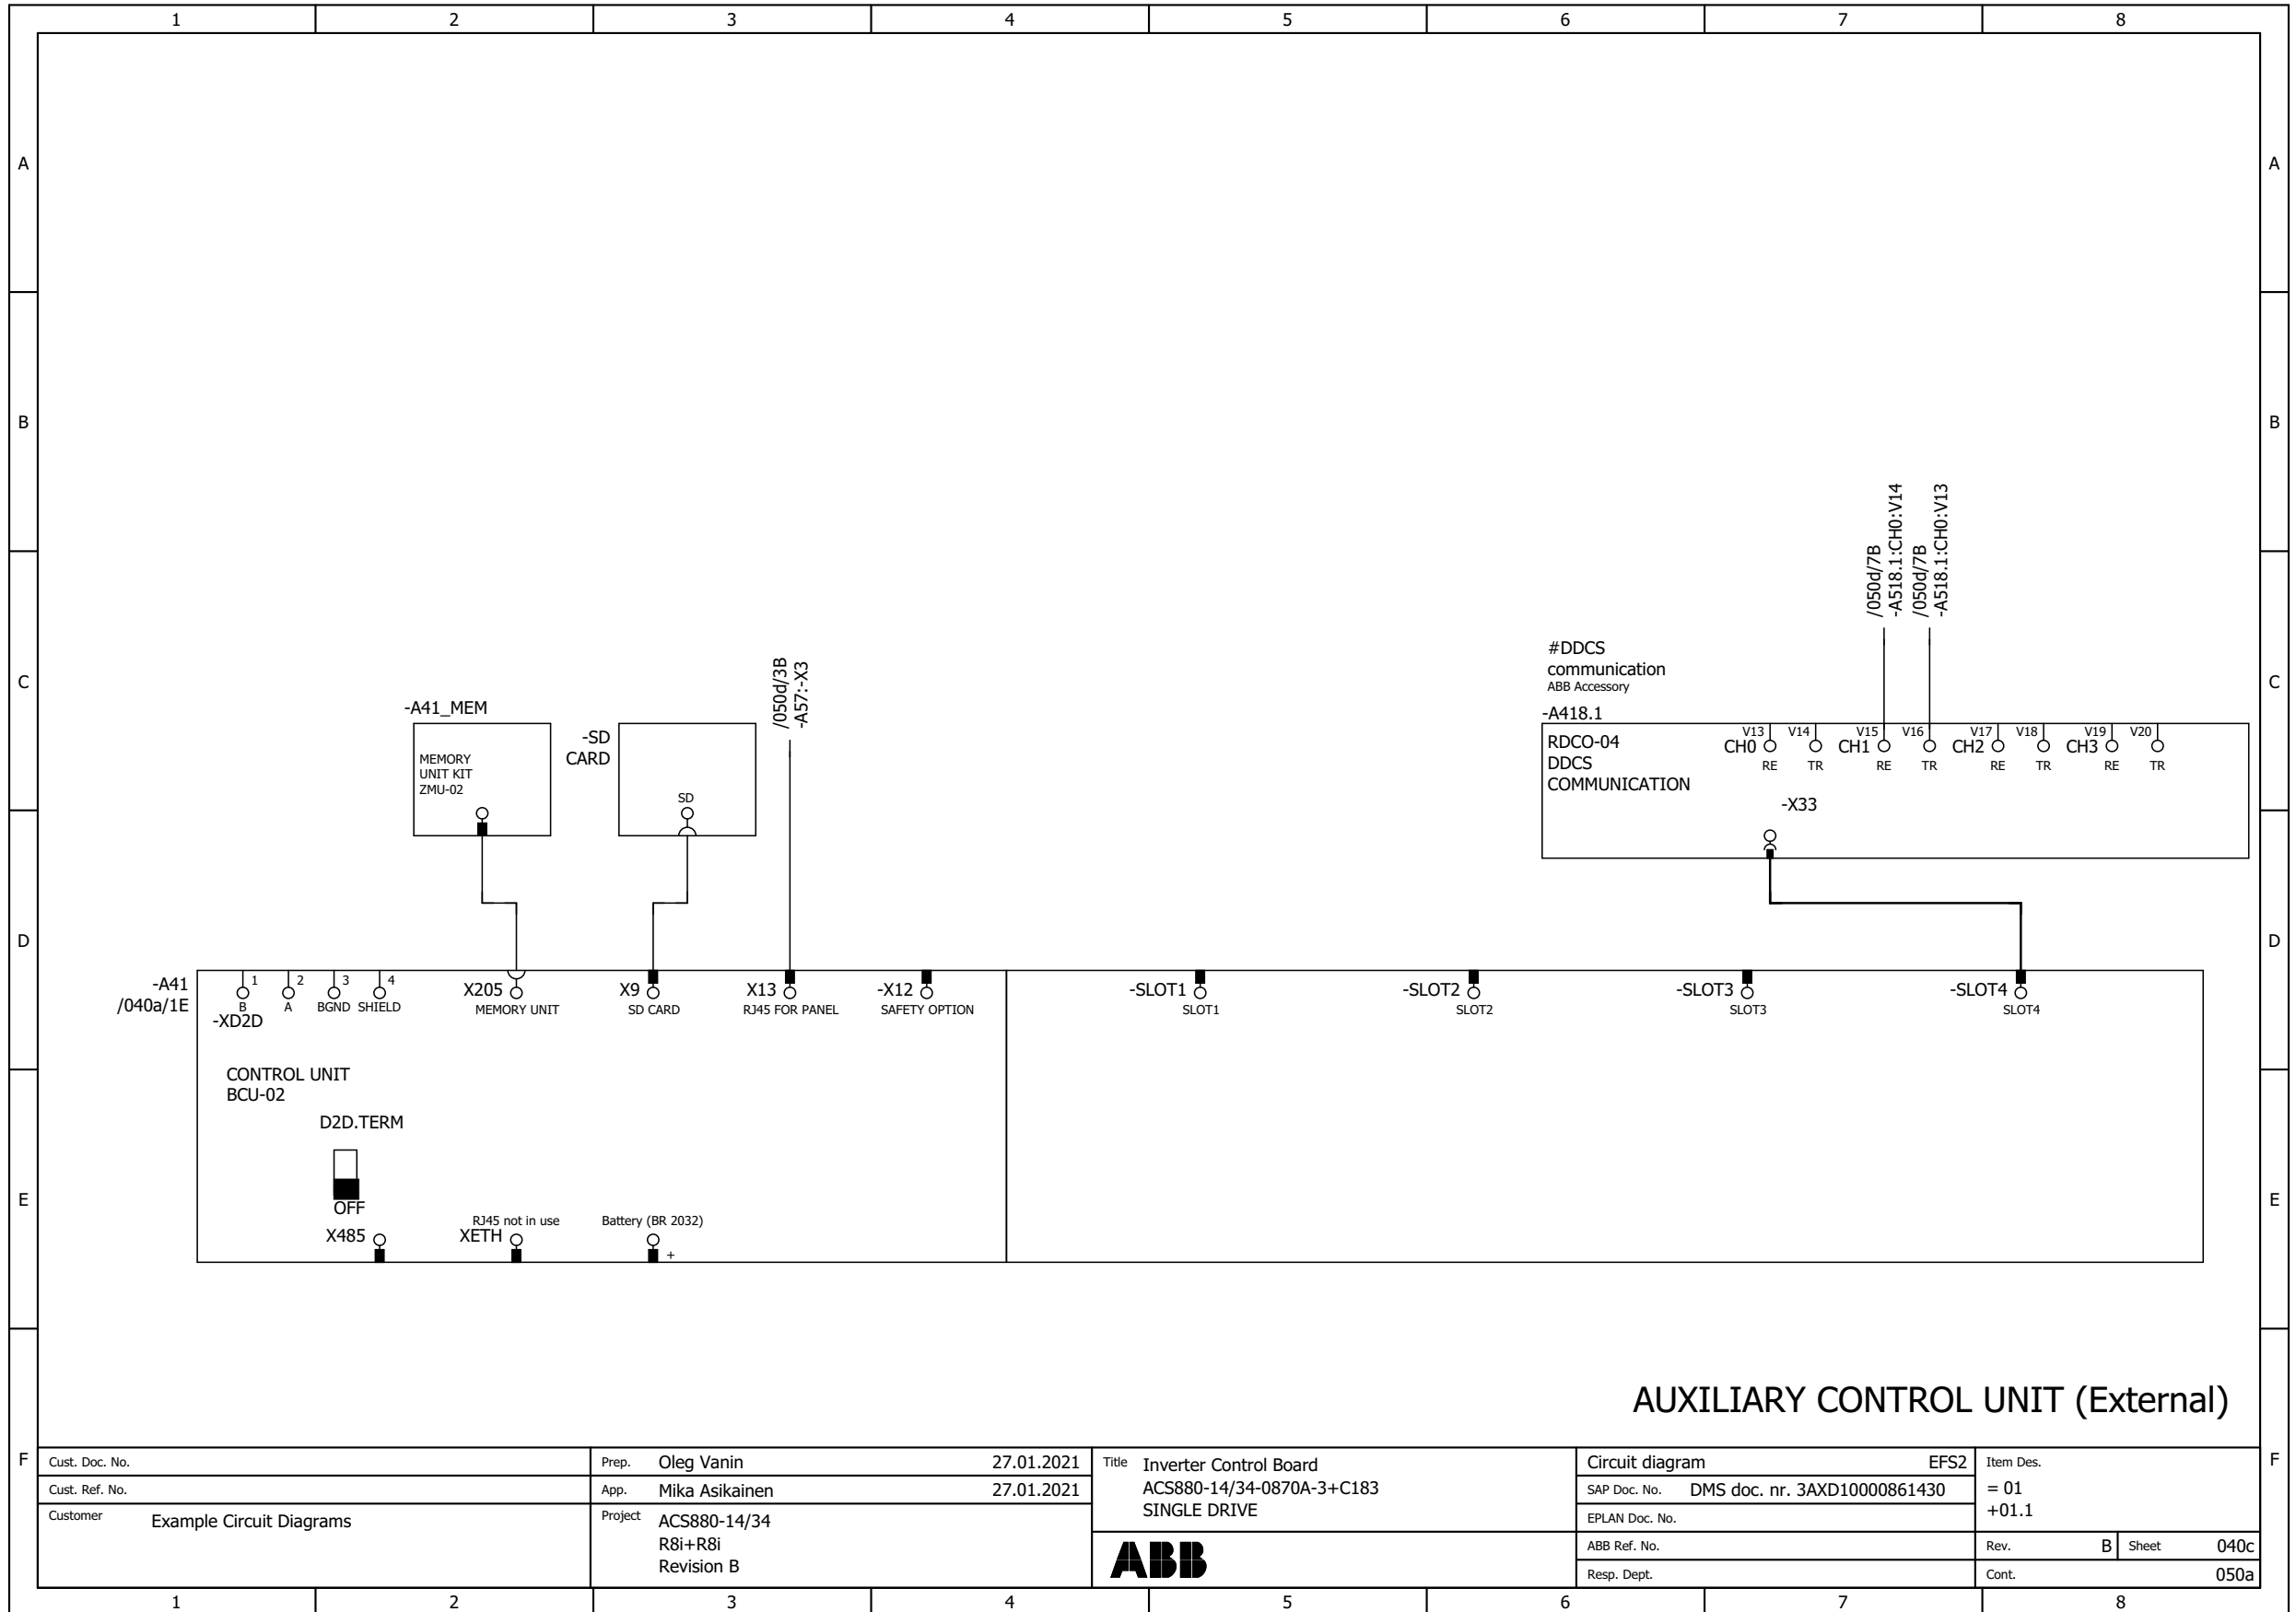 1 2 3 4 5 6 7 8
A A
B B
/050d/7B
-A518.1:CH0:V14
/050d/7B
-A518.1:CH0:V13
C C
#DDCS
communication
ABB Accessory
-A418.1
/050d/3B
-A57:-X3
-A41_MEM
MEMORY
UNIT KIT
ZMU-02
-SD
CARD
SD
RDCO-04
DDCS
COMMUNICATION
V13 V14 V15 V16 V17 V18 V19 V20
CH0 CH1 CH2 CH3
RE TR RE TR RE TR RE TR
-X33
D D
-A41
/040a/1E
1 2 3 4
B A BGND SHIELD
-XD2D
X205
MEMORY UNIT
X9
SD CARD
X13
RJ45 FOR PANEL
-X12
SAFETY OPTION
-SLOT1
SLOT1
-SLOT2
SLOT2
-SLOT3
SLOT3
-SLOT4
SLOT4
CONTROL UNIT
BCU-02
D2D.TERM
OFF
E E
X485
RJ45 not in use
XETH
Battery (BR 2032)
+
AUXILIARY CONTROL UNIT (External)
F F
Cust. Doc. No.
Cust. Ref. No.
Customer Example Circuit Diagrams
Prep. Oleg Vanin 27.01.2021
App. Mika Asikainen 27.01.2021
Project ACS880-14/34
R8i+R8i
Revision B
Title Inverter Control Board
ACS880-14/34-0870A-3+C183
SINGLE DRIVE
ABB
Circuit diagram EFS2
SAP Doc. No. DMS doc. nr. 3AXD10000861430
EPLAN Doc. No.
ABB Ref. No.
Resp. Dept.
Item Des.
= 01
+01.1
Rev. B Sheet 040c
Cont. 050a
1 2 3 4 5 6 7 8